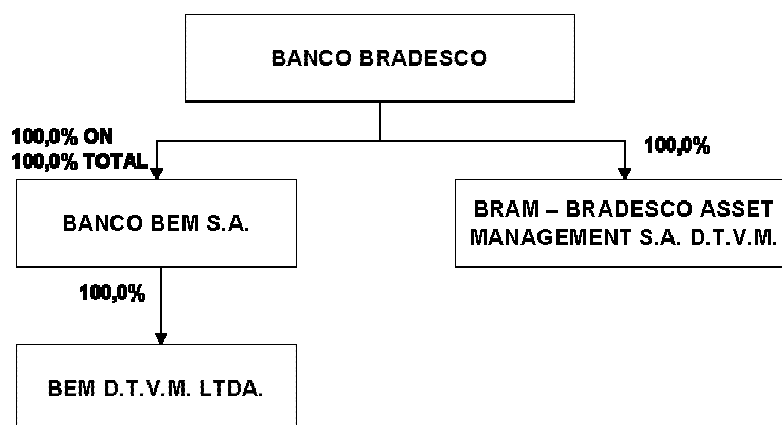 BANCO BRADESCO
100,0% ON
100,0% TOTAL
100,0%
BANCO BEM S.A.
BRAM – BRADESCO ASSET
MANAGEMENT S.A. D.T.V.M.
100,0%
BEM D.T.V.M. LTDA.